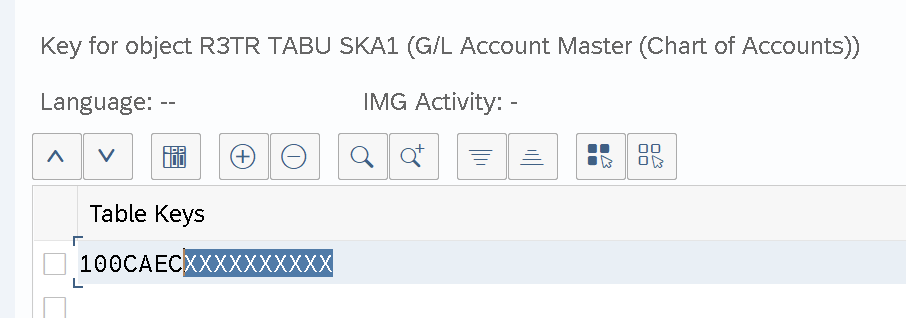 Key for object R3TR TABU SKA1 (G/L Account Master (Chart of Accounts))
Language: -- IMG Activity: -
Table Keys
100CAECXXXXXXXXXX